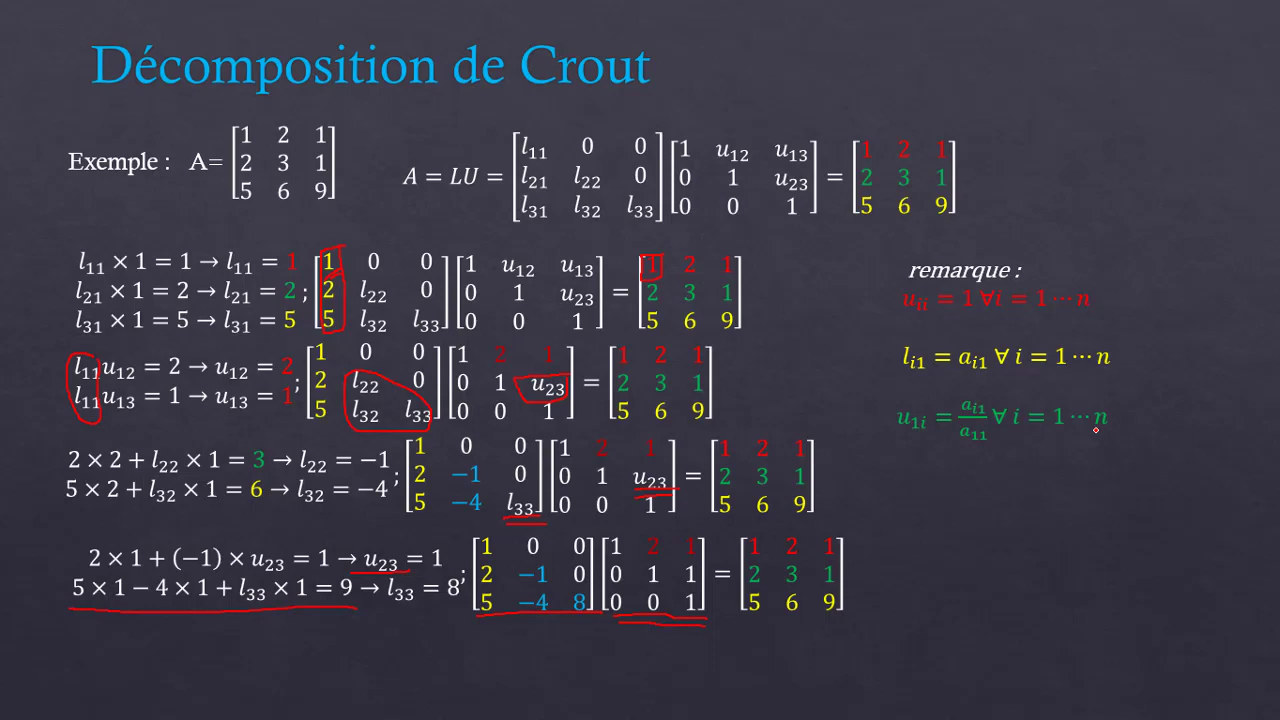 Décomposition de Crout
Exemple : A= [1 2 1; 2 3 1; 5 6 9]
A = LU = [l₁₁ 0 0; l₂₁ l₂₂ 0; l₃₁ l₃₂ l₃₃] [1 u₁₂ u₁₃; 0 1 u₂₃; 0 0 1] = [1 2 1; 2 3 1; 5 6 9]
l₁₁ × 1 = 1 → l₁₁ = 1
l₂₁ × 1 = 2 → l₂₁ = 2 ;
l₃₁ × 1 = 5 → l₃₁ = 5
[1 0 0; 2 l₂₂ 0; 5 l₃₂ l₃₃] [1 u₁₂ u₁₃; 0 1 u₂₃; 0 0 1] = [1 2 1; 2 3 1; 5 6 9]
l₁₁u₁₂ = 2 → u₁₂ = 2
l₁₁u₁₃ = 1 → u₁₃ = 1 ;
[1 0 0; 2 l₂₂ 0; 5 l₃₂ l₃₃] [1 2 1; 0 1 u₂₃; 0 0 1] = [1 2 1; 2 3 1; 5 6 9]
2 × 2 + l₂₂ × 1 = 3 → l₂₂ = −1
5 × 2 + l₃₂ × 1 = 6 → l₃₂ = −4 ;
[1 0 0; 2 −1 0; 5 −4 l₃₃] [1 2 1; 0 1 u₂₃; 0 0 1] = [1 2 1; 2 3 1; 5 6 9]
2 × 1 + (−1) × u₂₃ = 1 → u₂₃ = 1
5 × 1 − 4 × 1 + l₃₃ × 1 = 9 → l₃₃ = 8 ;
[1 0 0; 2 −1 0; 5 −4 8] [1 2 1; 0 1 1; 0 0 1] = [1 2 1; 2 3 1; 5 6 9]
remarque :
uᵢᵢ = 1 ∀i = 1 ⋯ n
lᵢ₁ = aᵢ₁ ∀ i = 1 ⋯ n
u₁ᵢ = aᵢ₁/a₁₁ ∀ i = 1 ⋯ n